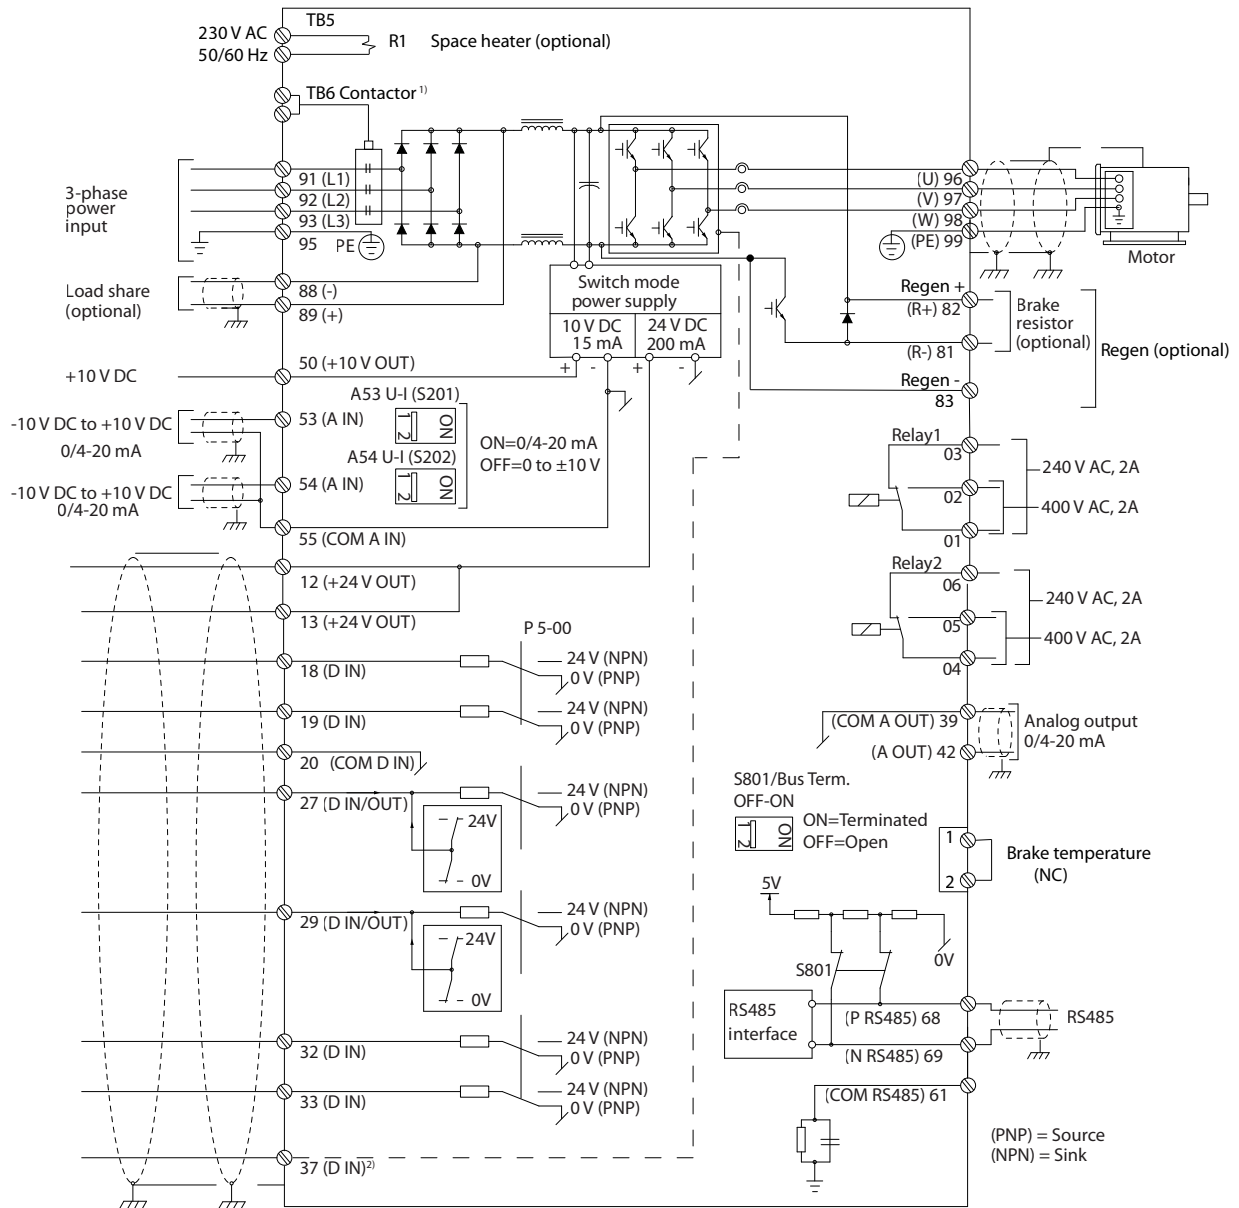 TB5
230 V AC
50/60 Hz
R1
Space heater (optional)
TB6 Contactor 1)
3-phase
power
input
91 (L1)
92 (L2)
93 (L3)
95
PE
(U) 96
(V) 97
(W) 98
(PE) 99
Motor
Load share
(optional)
88 (-)
89 (+)
Switch mode
power supply
10 V DC
15 mA
24 V DC
200 mA
+ - + -
Regen +
(R+) 82
Brake
resistor
(optional)
(R-) 81
Regen (optional)
Regen -
83
+10 V DC
50 (+10 V OUT)
A53 U-I (S201)
1 2
ON
-10 V DC to +10 V DC
0/4-20 mA
53 (A IN)
ON=0/4-20 mA
OFF=0 to ±10 V
A54 U-I (S202)
1 2
ON
-10 V DC to +10 V DC
0/4-20 mA
54 (A IN)
55 (COM A IN)
12 (+24 V OUT)
13 (+24 V OUT)
Relay1
03
240 V AC, 2A
02
400 V AC, 2A
01
Relay2
06
240 V AC, 2A
05
400 V AC, 2A
04
P 5-00
18 (D IN)
24 V (NPN)
0 V (PNP)
19 (D IN)
24 V (NPN)
0 V (PNP)
20 (COM D IN)
27 (D IN/OUT)
24 V (NPN)
0 V (PNP)
24V
0V
29 (D IN/OUT)
24 V (NPN)
0 V (PNP)
24V
0V
32 (D IN)
24 V (NPN)
0 V (PNP)
33 (D IN)
24 V (NPN)
0 V (PNP)
37 (D IN) 2)
(COM A OUT) 39
(A OUT) 42
Analog output
0/4-20 mA
S801/Bus Term.
OFF-ON
1 2
ON
ON=Terminated
OFF=Open
1
2
Brake temperature
(NC)
5V
0V
S801
RS485
interface
(P RS485) 68
(N RS485) 69
RS485
(COM RS485) 61
(PNP) = Source
(NPN) = Sink